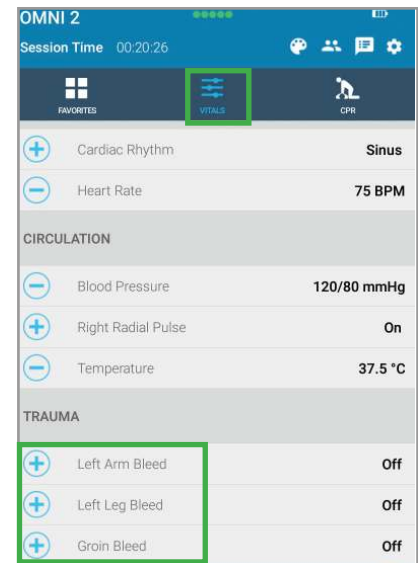 OMNI 2
Session Time 00:20:26
FAVORITES VITALS CPR
Cardiac Rhythm Sinus
Heart Rate 75 BPM
CIRCULATION
Blood Pressure 120/80 mmHg
Right Radial Pulse On
Temperature 37.5 °C
TRAUMA
Left Arm Bleed Off
Left Leg Bleed Off
Groin Bleed Off